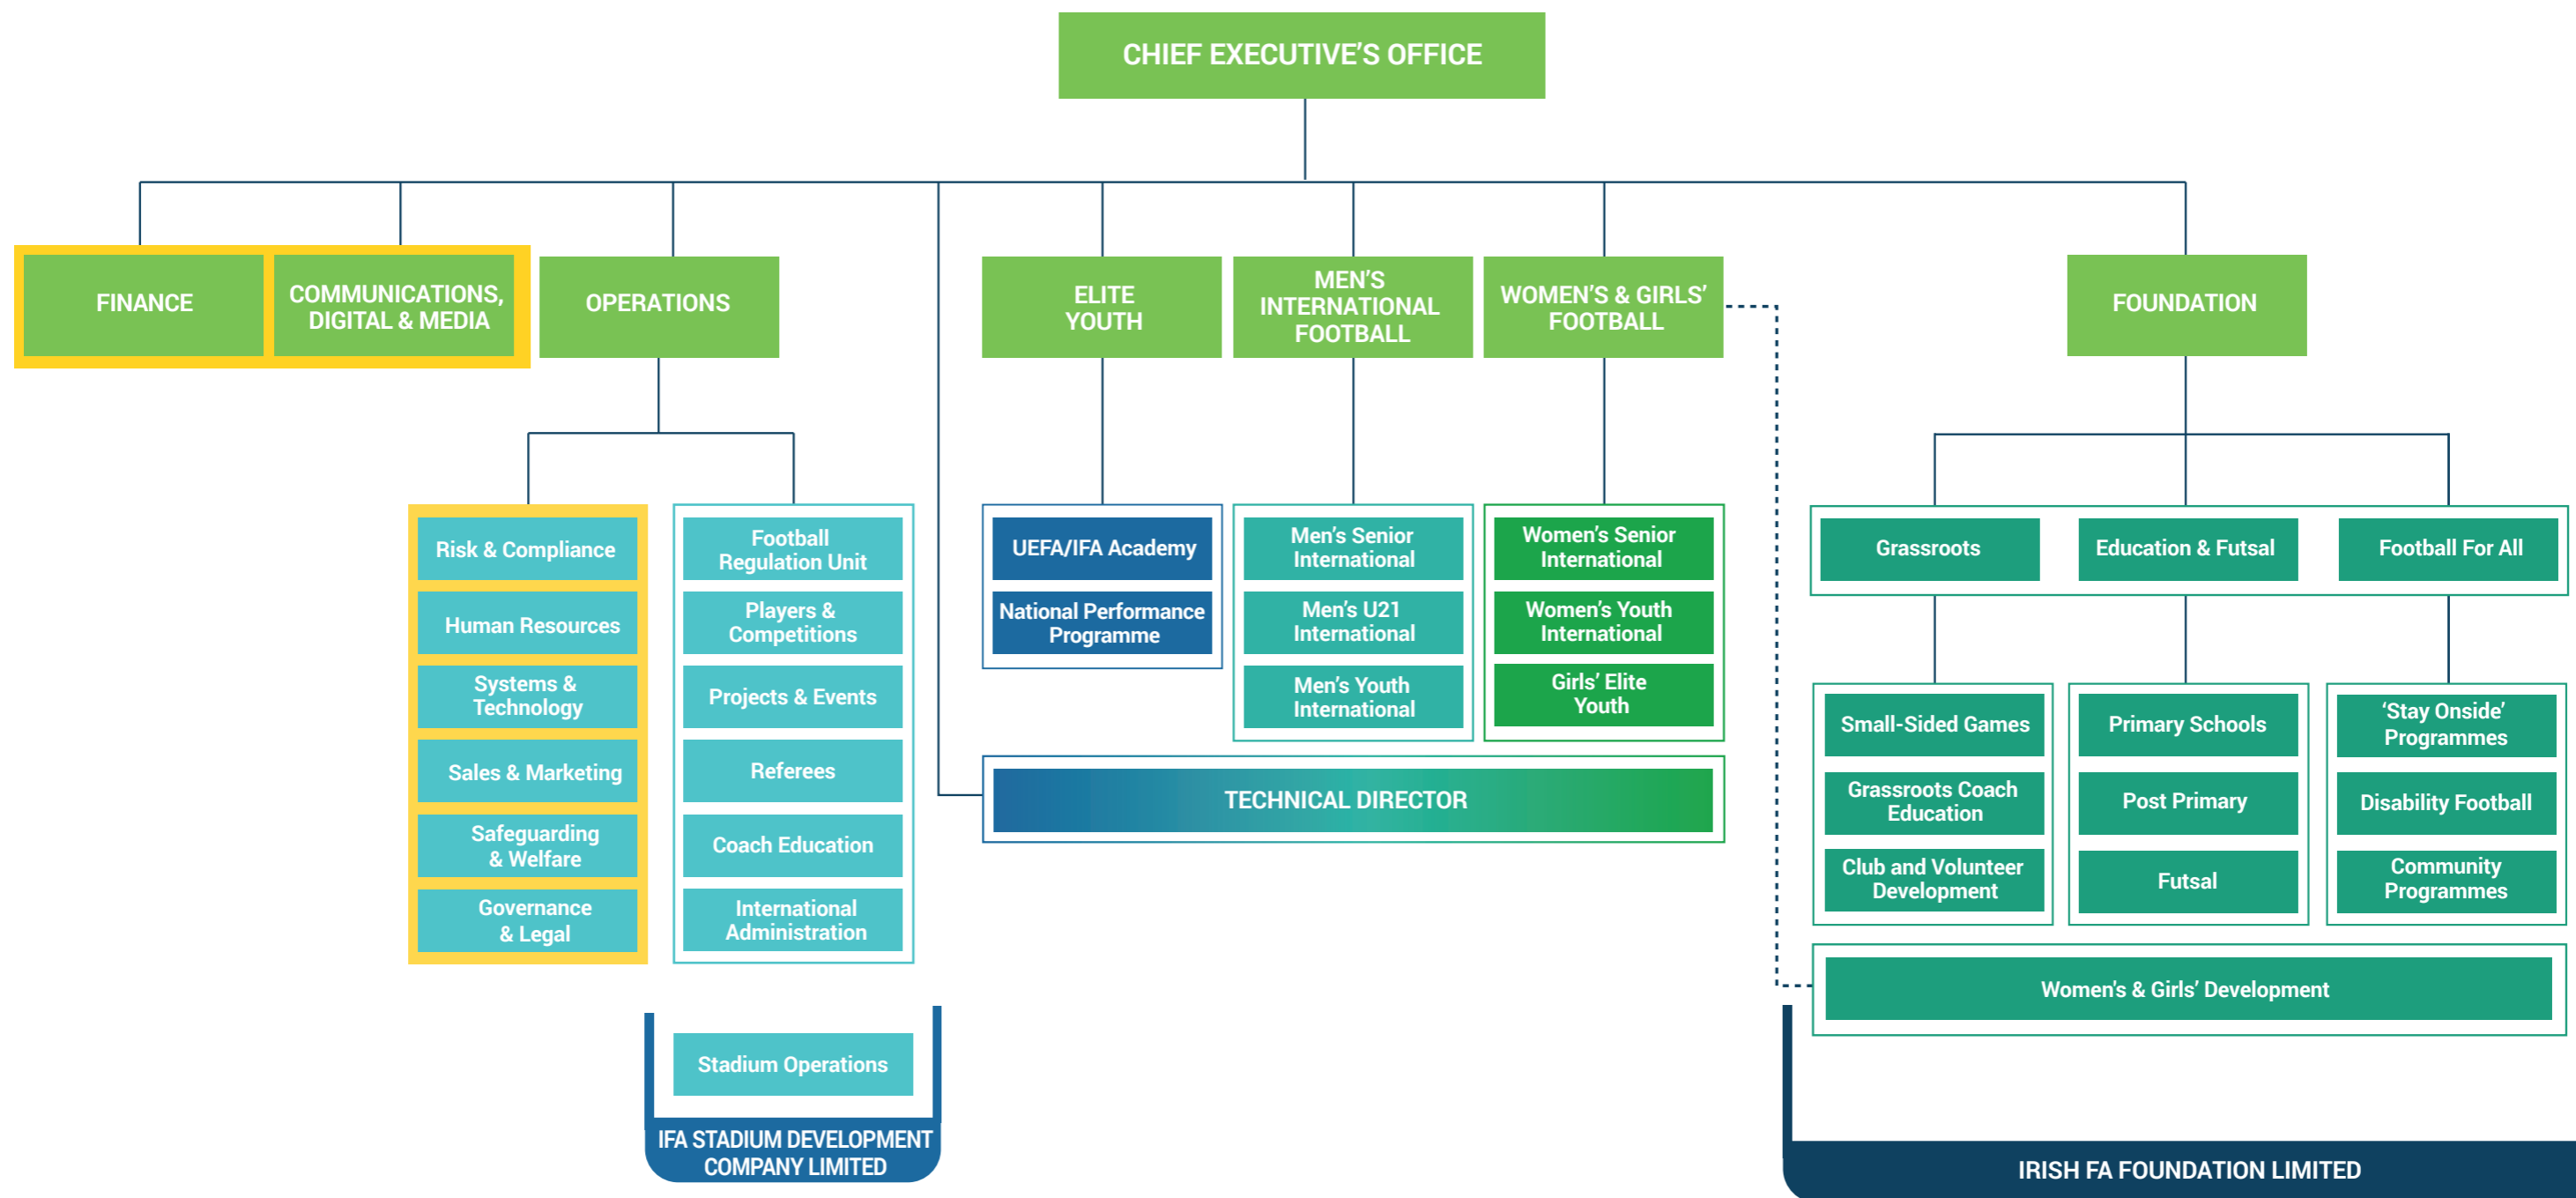 CHIEF EXECUTIVE'S OFFICE
FINANCE
COMMUNICATIONS,
DIGITAL & MEDIA
OPERATIONS
ELITE
YOUTH
MEN'S
INTERNATIONAL
FOOTBALL
WOMEN'S & GIRLS'
FOOTBALL
FOUNDATION
Risk & Compliance
Human Resources
Systems &
Technology
Sales & Marketing
Safeguarding
& Welfare
Governance
& Legal
Football
Regulation Unit
Players &
Competitions
Projects & Events
Referees
Coach Education
International
Administration
Stadium Operations
IFA STADIUM DEVELOPMENT
COMPANY LIMITED
UEFA/IFA Academy
National Performance
Programme
Men's Senior
International
Men's U21
International
Men's Youth
International
Women's Senior
International
Women's Youth
International
Girls' Elite
Youth
TECHNICAL DIRECTOR
Grassroots
Education & Futsal
Football For All
Small-Sided Games
Grassroots Coach
Education
Club and Volunteer
Development
Primary Schools
Post Primary
Futsal
'Stay Onside'
Programmes
Disability Football
Community
Programmes
Women's & Girls' Development
IRISH FA FOUNDATION LIMITED